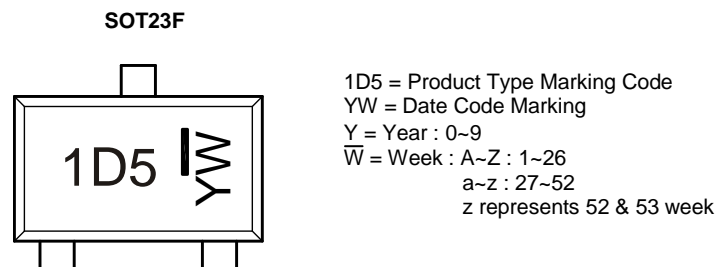 SOT23F
1D5 YW̅
1D5 = Product Type Marking Code
YW = Date Code Marking
Y = Year : 0~9
W̅ = Week : A~Z : 1~26
a~z : 27~52
z represents 52 & 53 week